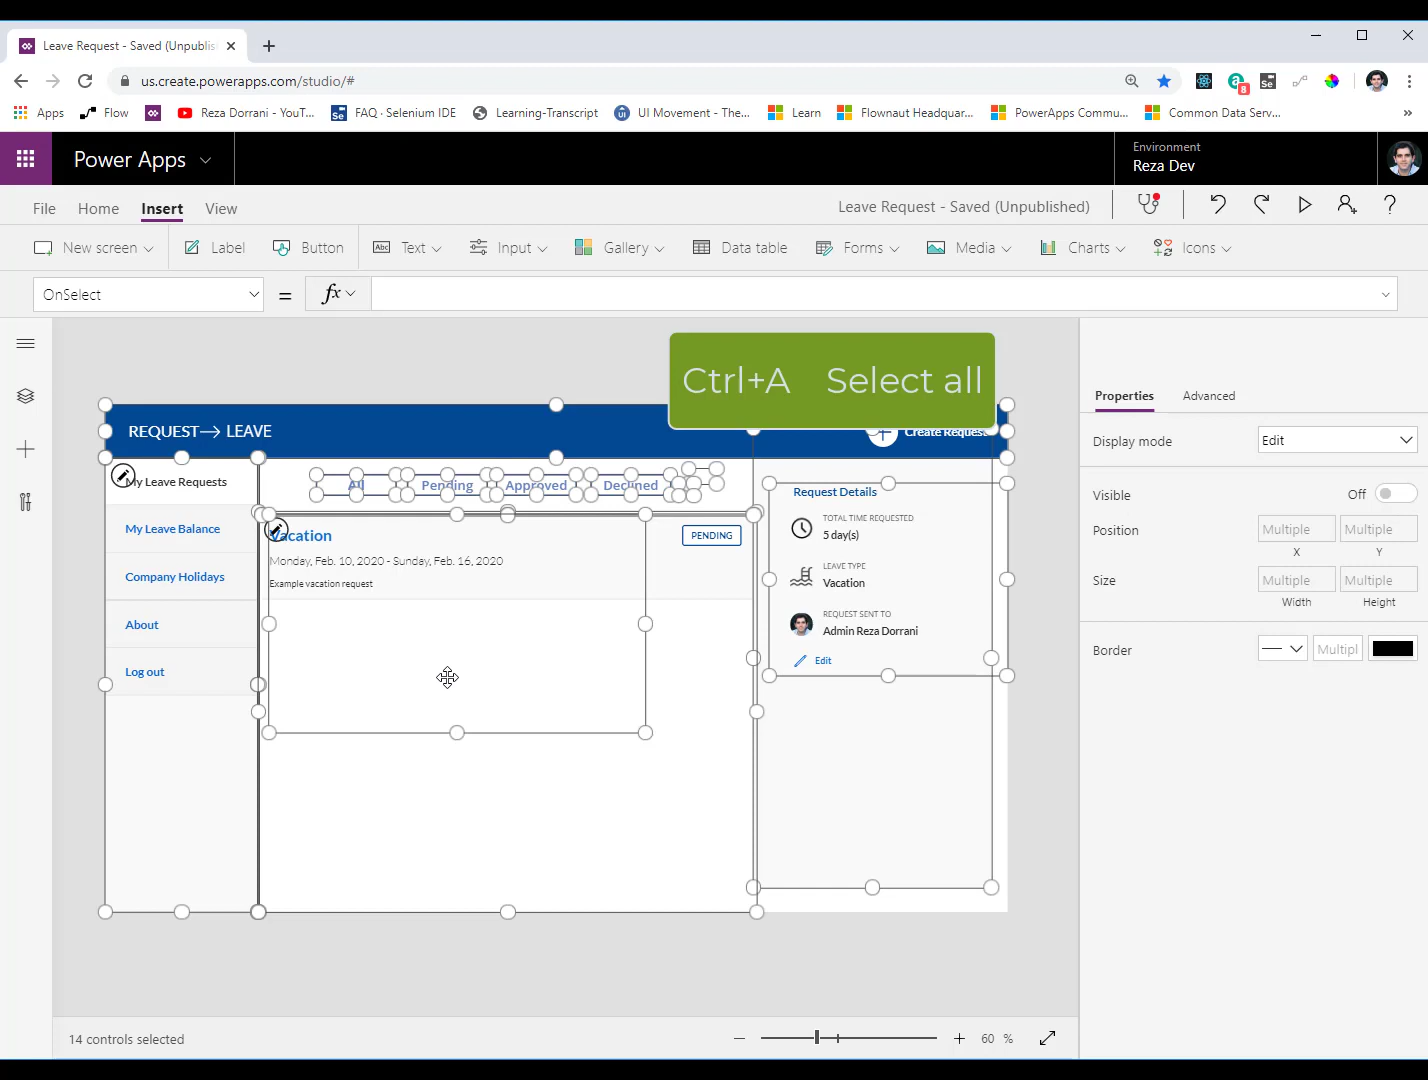 Leave Request - Saved (Unpublis
us.create.powerapps.com/studio/#
8
Apps
Flow
Reza Dorrani - YouT...
Se
FAQ · Selenium IDE
Learning-Transcript
UI Movement - The...
Learn
Flownaut Headquar...
PowerApps Commu...
Common Data Serv...
»
Power Apps
Environment
Reza Dev
File
Home
Insert
View
Leave Request - Saved (Unpublished)
New screen
Label
Button
Abc
Text
Input
Gallery
Data table
Forms
Media
Charts
Icons
OnSelect
=
fx
Ctrl+A Select all
Properties
Advanced
REQUEST→ LEAVE
Create Request
Display mode
Edit
My Leave Requests
All
Pending
Approved
Declined
Request Details
Visible
Off
TOTAL TIME REQUESTED
5 day(s)
My Leave Balance
Vacation
PENDING
Position
Multiple
Multiple
X
Y
Monday, Feb. 10, 2020 - Sunday, Feb. 16, 2020
LEAVE TYPE
Vacation
Company Holidays
Example vacation request
Size
Multiple
Multiple
Width
Height
About
REQUEST SENT TO
Admin Reza Dorrani
Border
Multipl
Edit
Log out
14 controls selected
60 %